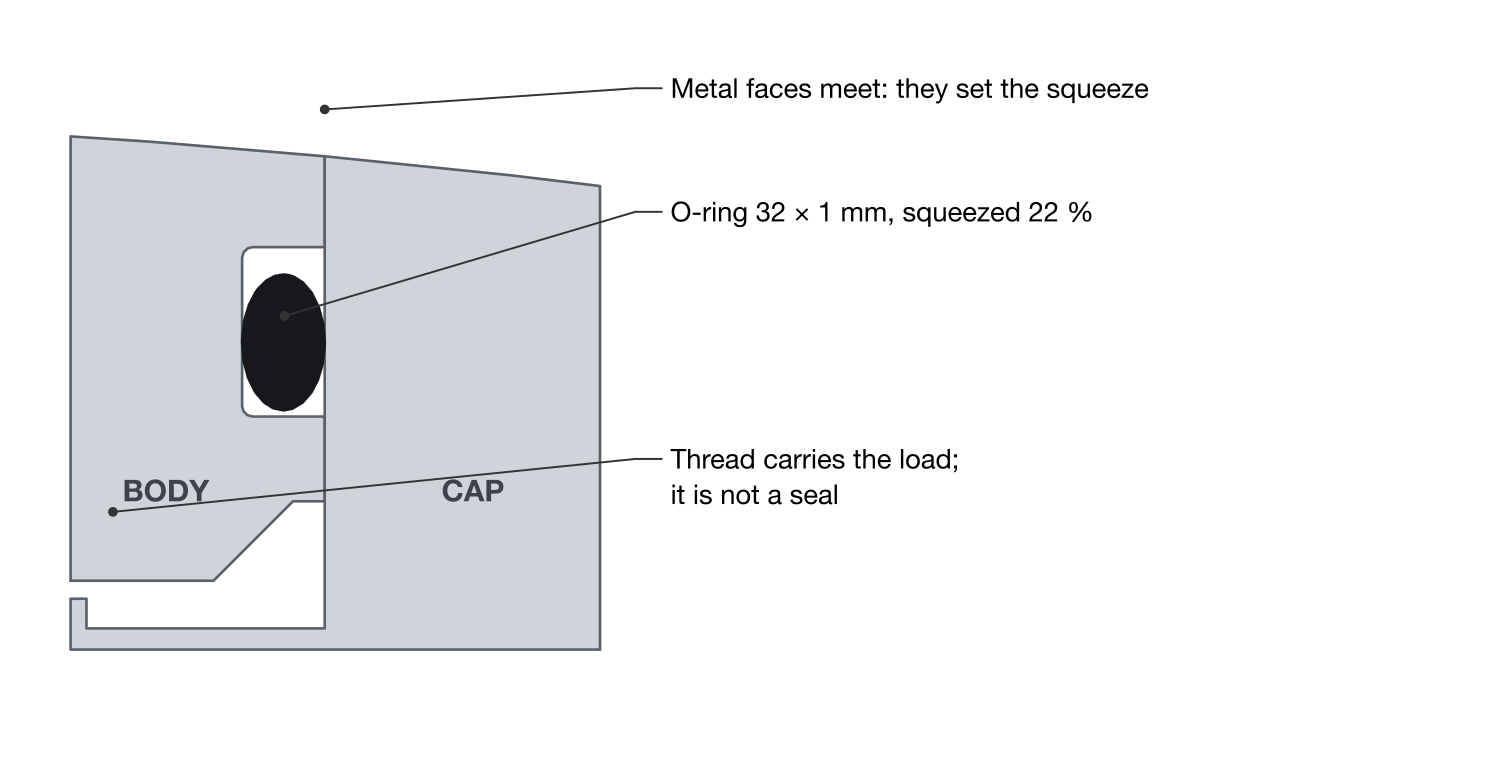 Metal faces meet: they set the squeeze
O-ring 32 × 1 mm, squeezed 22 %
Thread carries the load;
it is not a seal
BODY
CAP